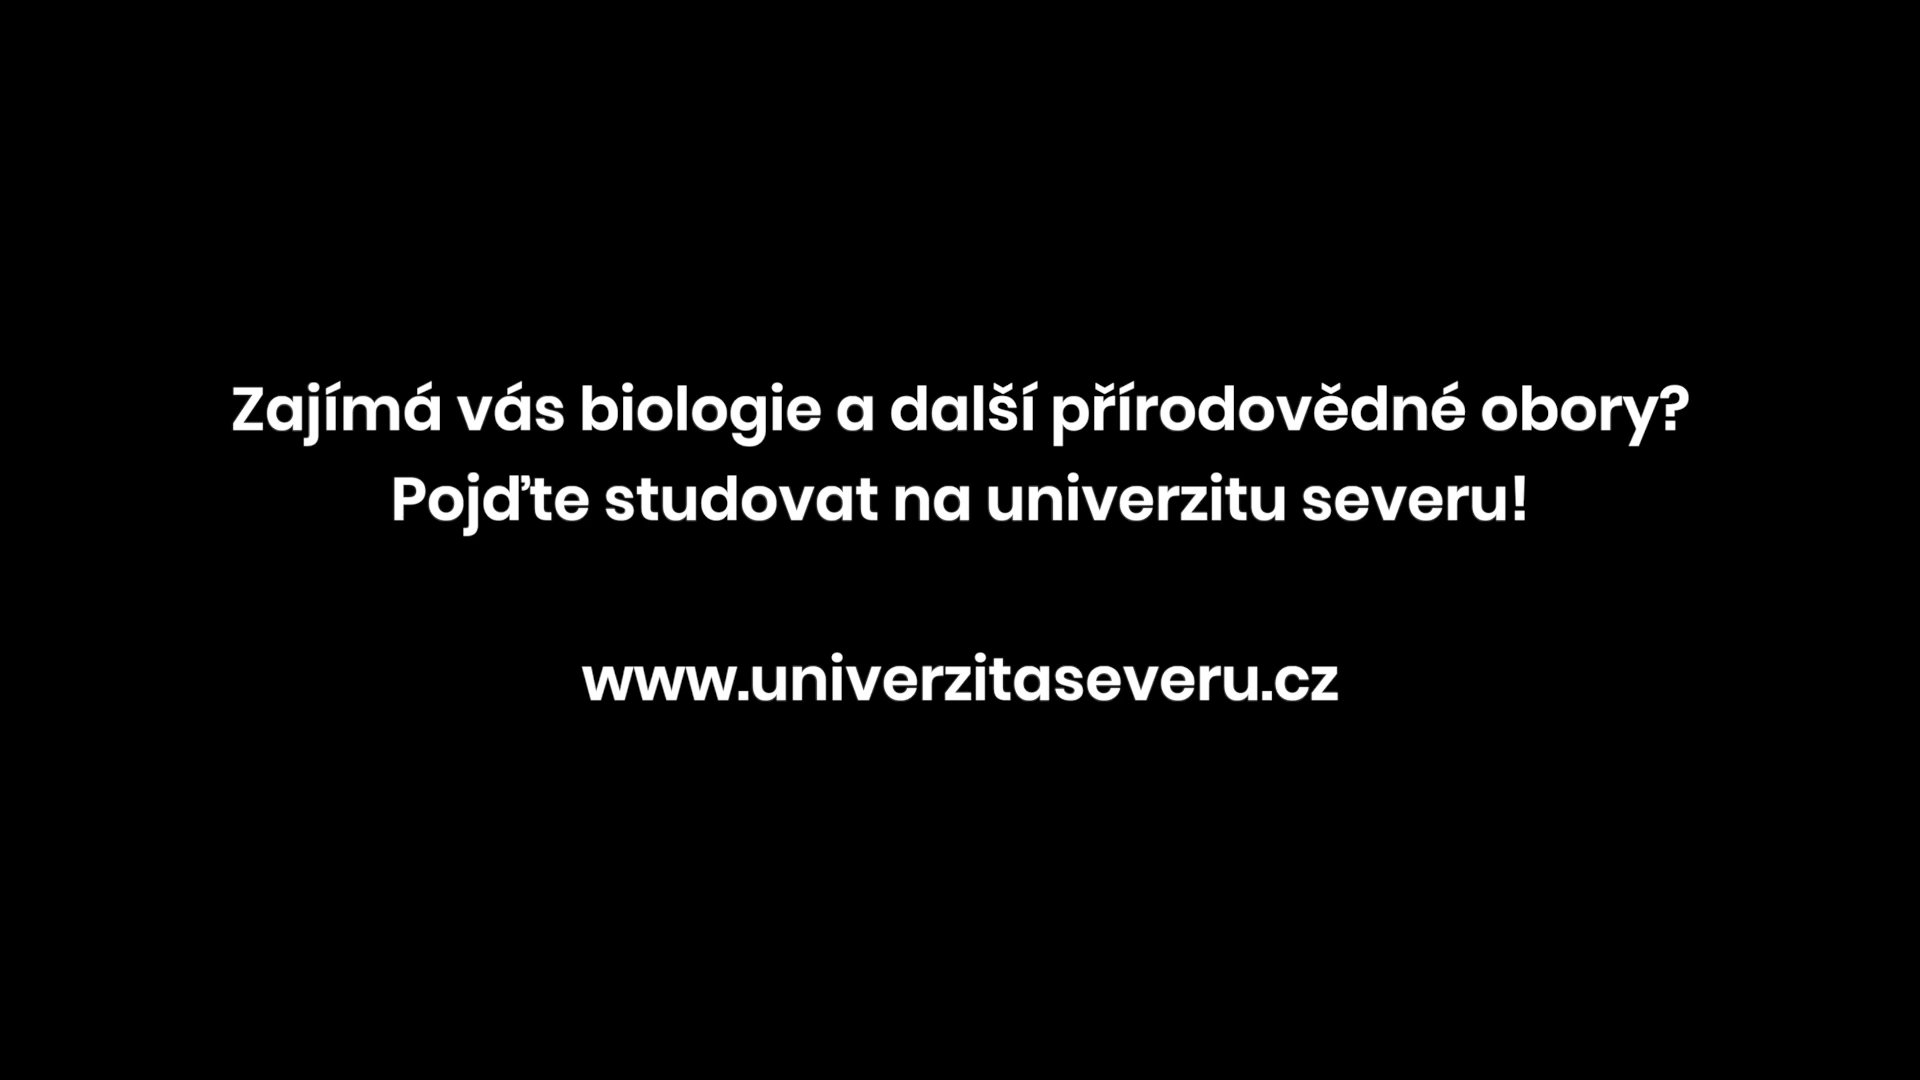 Zajímá vás biologie a další přírodovědné obory?
Pojďte studovat na univerzitu severu!
www.univerzitaseveru.cz